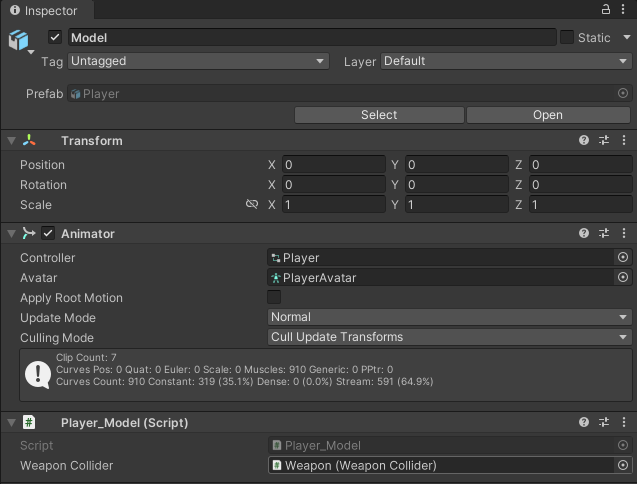 Inspector
Model
Static
Tag Untagged Layer Default
Prefab Player
Select Open
Transform
Position X 0 Y 0 Z 0
Rotation X 0 Y 0 Z 0
Scale X 1 Y 1 Z 1
Animator
Controller Player
Avatar PlayerAvatar
Apply Root Motion
Update Mode Normal
Culling Mode Cull Update Transforms
Clip Count: 7
Curves Pos: 0 Quat: 0 Euler: 0 Scale: 0 Muscles: 910 Generic: 0 PPtr: 0
Curves Count: 910 Constant: 319 (35.1%) Dense: 0 (0.0%) Stream: 591 (64.9%)
Player_Model (Script)
Script Player_Model
Weapon Collider Weapon (Weapon Collider)